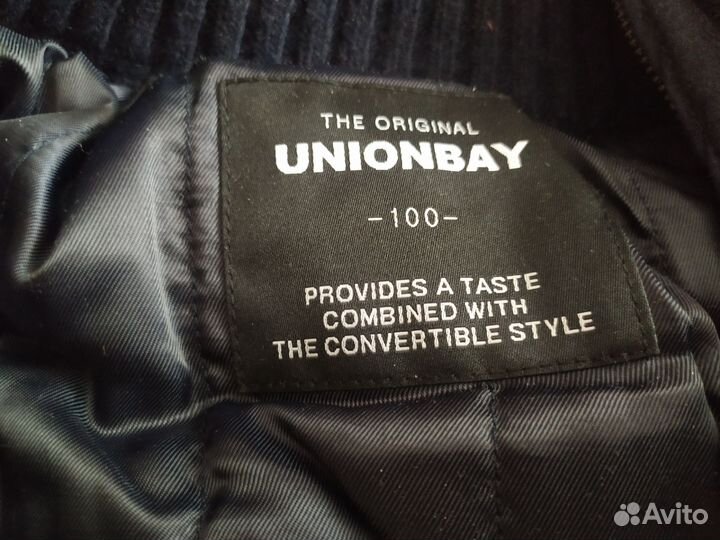 THE ORIGINAL
UNIONBAY
-100-
PROVIDES A TASTE
COMBINED WITH
THE CONVERTIBLE STYLE
Avito